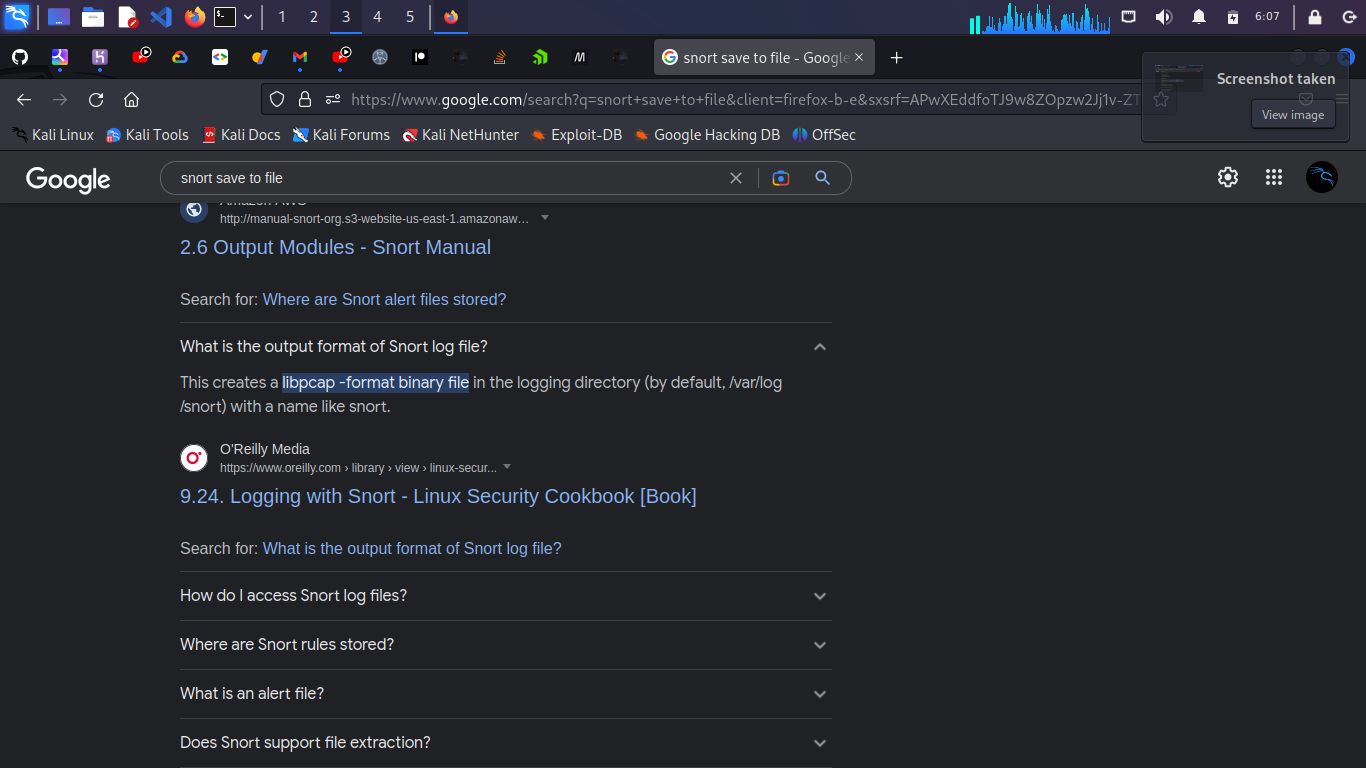 1 2 3 4 5
6:07
snort save to file - Google
Screenshot taken
View image
https://www.google.com/search?q=snort+save+to+file&client=firefox-b-e&sxsrf=APwXEddfoTJ9w8ZOpzw2Jj1v-ZT
Kali Linux Kali Tools Kali Docs Kali Forums Kali NetHunter Exploit-DB Google Hacking DB OffSec
Google
snort save to file
Amazon AWS
http://manual-snort-org.s3-website-us-east-1.amazonaw…
2.6 Output Modules - Snort Manual
Search for: Where are Snort alert files stored?
What is the output format of Snort log file?
This creates a libpcap -format binary file in the logging directory (by default, /var/log
/snort) with a name like snort.
O'Reilly Media
https://www.oreilly.com › library › view › linux-secur...
9.24. Logging with Snort - Linux Security Cookbook [Book]
Search for: What is the output format of Snort log file?
How do I access Snort log files?
Where are Snort rules stored?
What is an alert file?
Does Snort support file extraction?